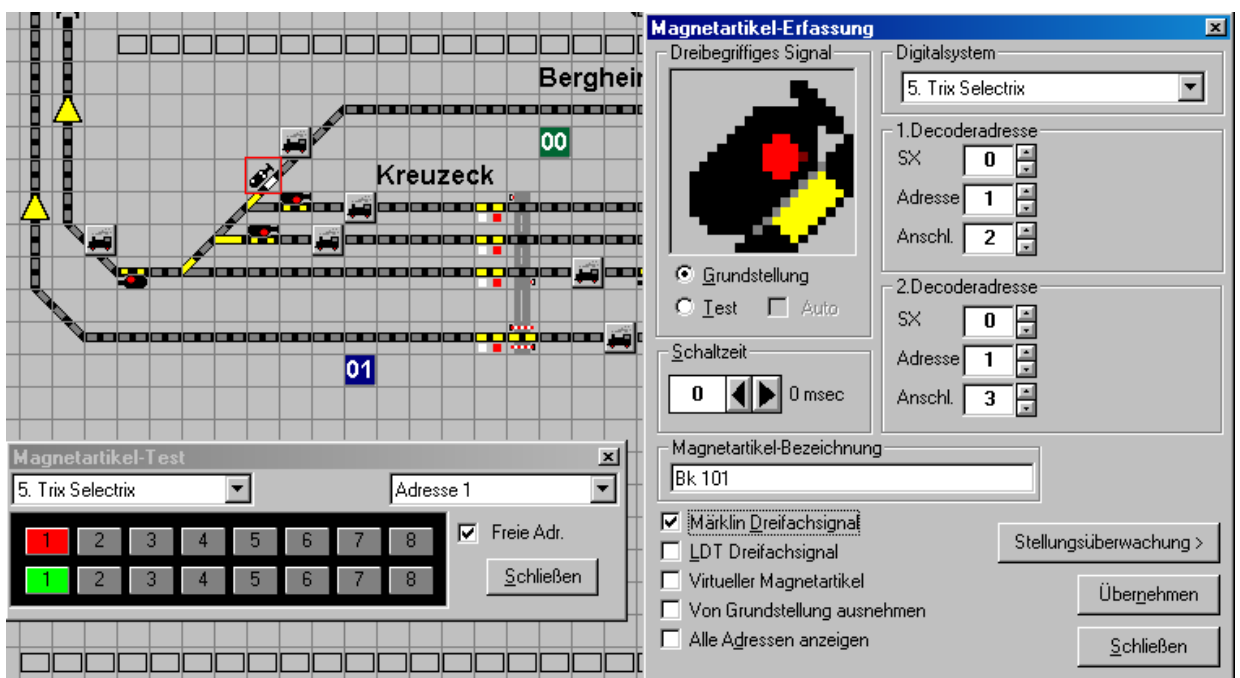 Bergheim
00
Kreuzeck
01
Magnetartikel-Test
5. Trix Selectrix
Adresse 1
1 2 3 4 5 6 7 8
Freie Adr.
1 2 3 4 5 6 7 8
Schließen
Magnetartikel-Erfassung
Dreibegriffiges Signal
Grundstellung
Test
Auto
Schaltzeit
0
0 msec
Digitalsystem
5. Trix Selectrix
1.Decoderadresse
SX 0
Adresse 1
Anschl. 2
2.Decoderadresse
SX 0
Adresse 1
Anschl. 3
Magnetartikel-Bezeichnung
Bk 101
Märklin Dreifachsignal
LDT Dreifachsignal
Virtueller Magnetartikel
Von Grundstellung ausnehmen
Alle Adressen anzeigen
Stellungsüberwachung >
Übernehmen
Schließen